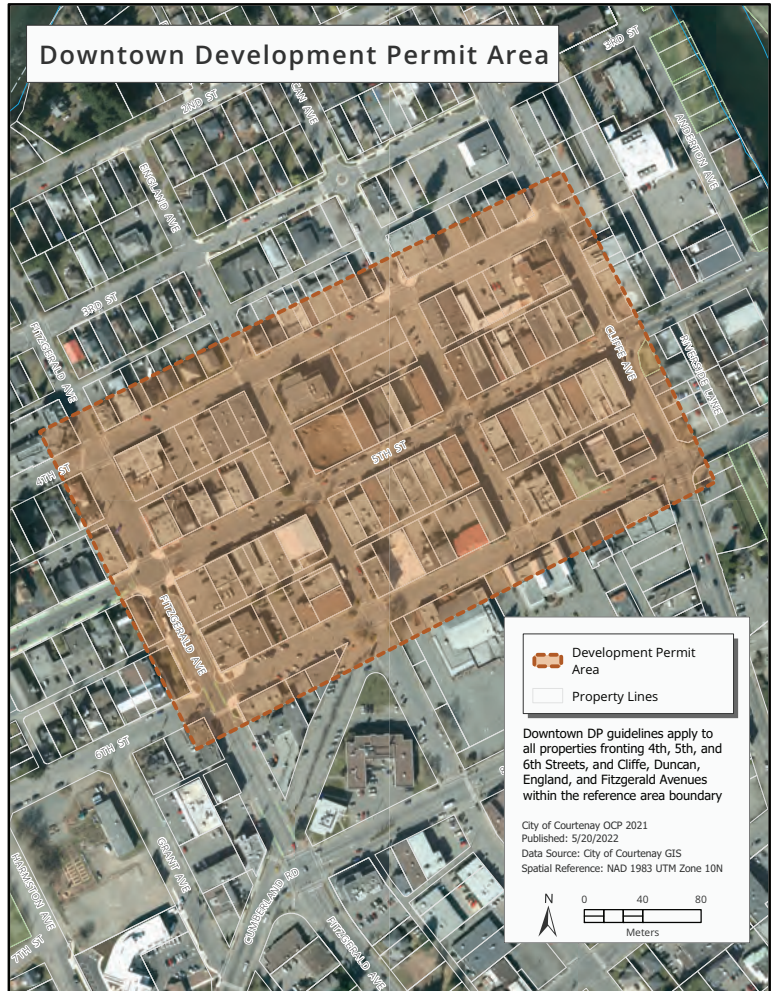 Downtown Development Permit Area
3RD ST
2ND ST
CAN AVE
ANDERTON AVE
ENGLAND AVE
3RD ST
FITZGERALD AVE
CLIFFE AVE
RIVERSIDE LANE
5TH ST
4TH ST
FITZGERALD AVE
6TH ST
GRANT AVE
HARMSTON AVE
7TH ST
CUMBERLAND RD
FITZGERALD AVE
Development Permit
Area
Property Lines
Downtown DP guidelines apply to
all properties fronting 4th, 5th, and
6th Streets, and Cliffe, Duncan,
England, and Fitzgerald Avenues
within the reference area boundary
City of Courtenay OCP 2021
Published: 5/20/2022
Data Source: City of Courtenay GIS
Spatial Reference: NAD 1983 UTM Zone 10N
N
0 40 80
Meters